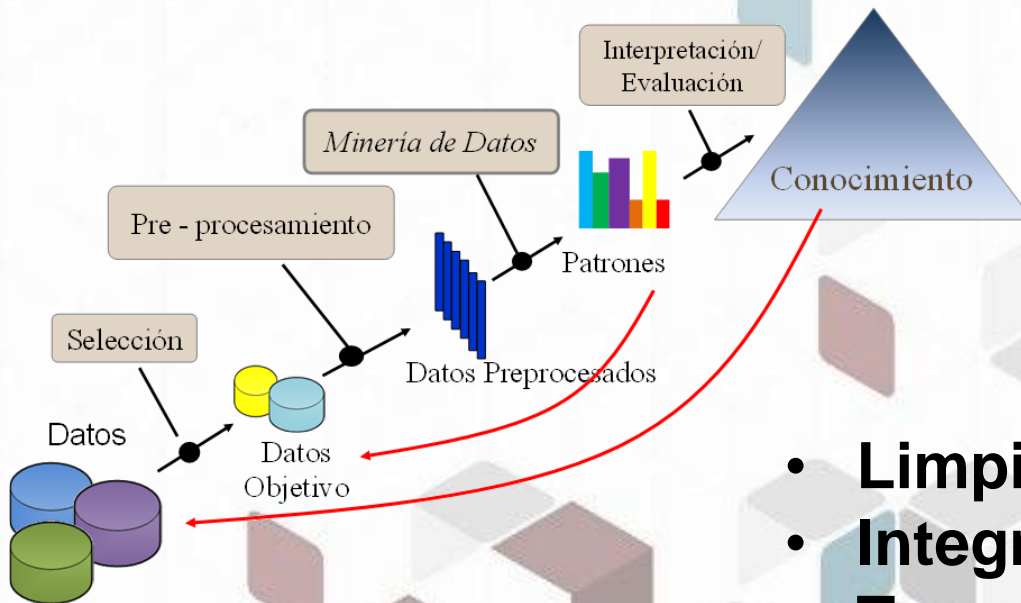 Interpretación/
Evaluación
Minería de Datos
Conocimiento
Pre - procesamiento
Patrones
Selección
Datos Preprocesados
Datos
Datos
Objetivo
• Limpi
• Integr